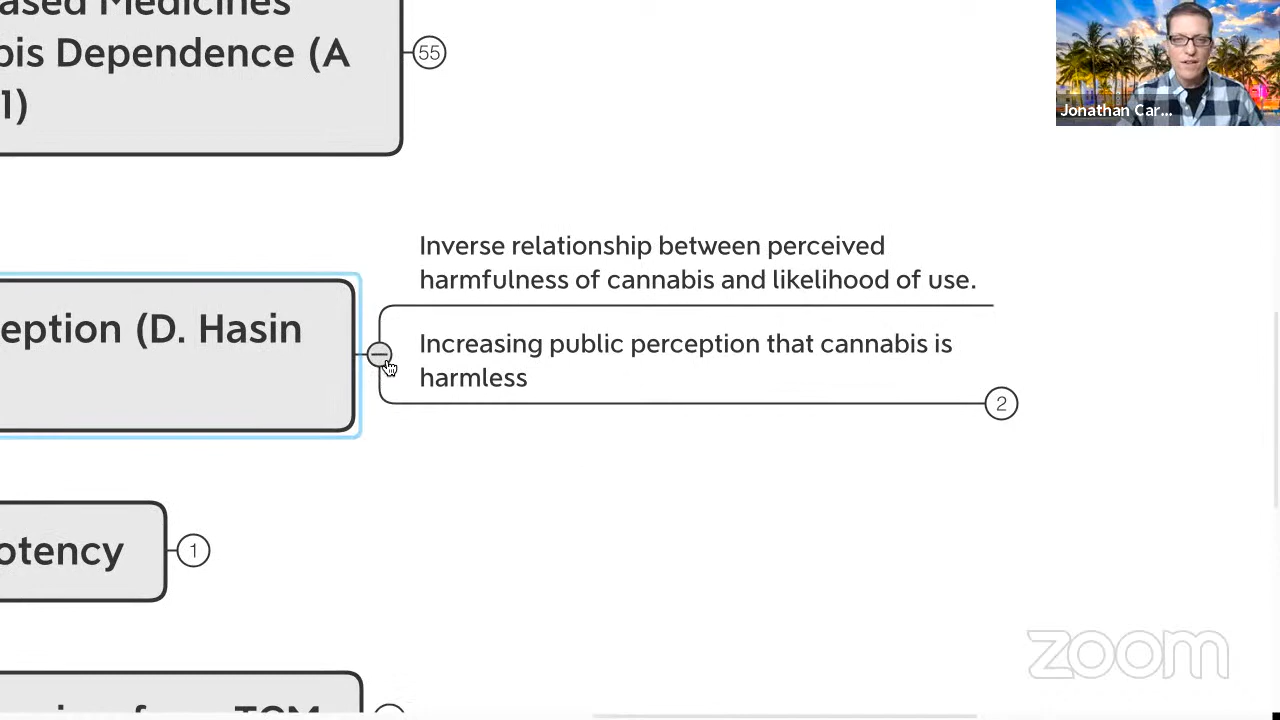 ased Medicines
bis Dependence (A
1)
55
Jonathan Car...
Inverse relationship between perceived
harmfulness of cannabis and likelihood of use.
eption (D. Hasin
Increasing public perception that cannabis is
harmless
2
otency
1
zoom